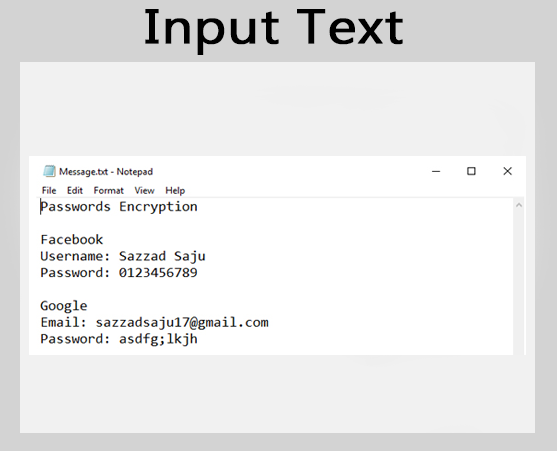 Input Text
Message.txt - Notepad
File Edit Format View Help
Passwords Encryption
Facebook
Username: Sazzad Saju
Password: 0123456789
Google
Email: sazzadsaju17@gmail.com
Password: asdfg;lkjh